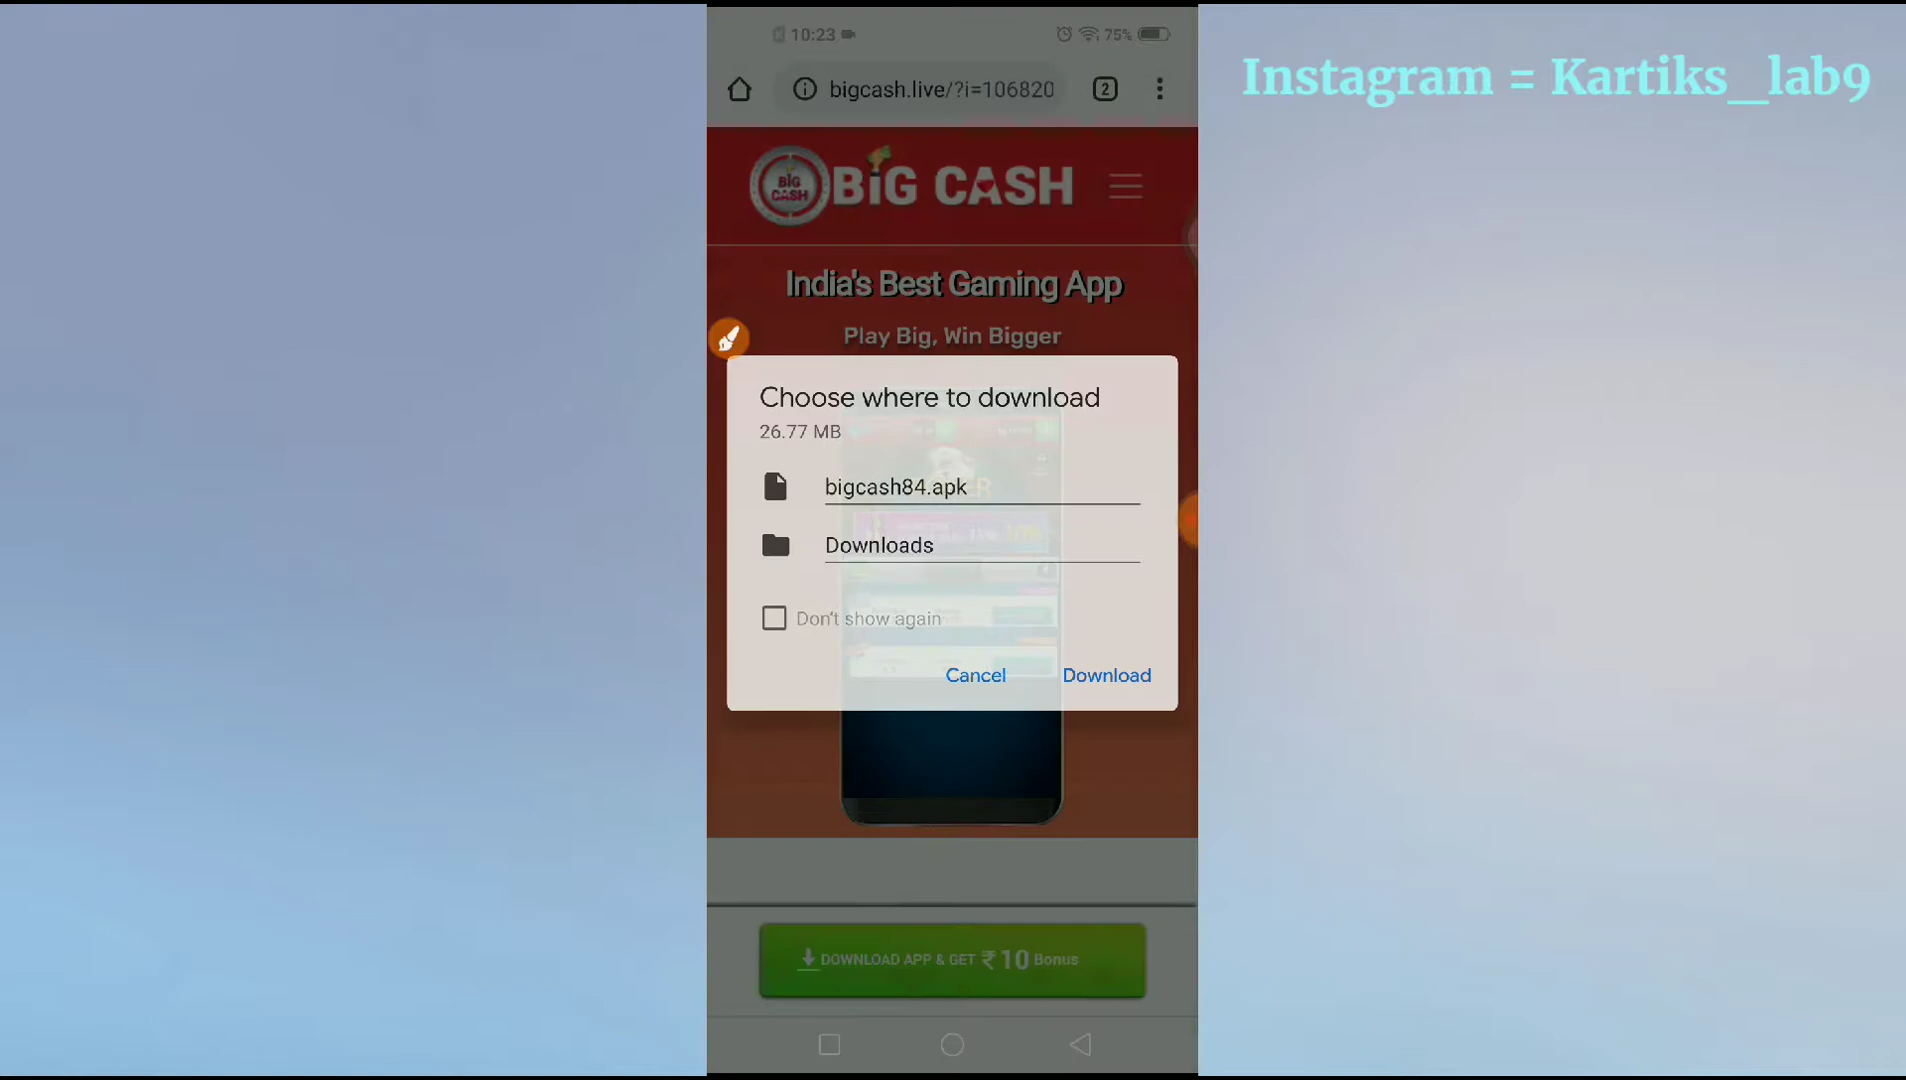 10:23
75%
Instagram = Kartiks_lab9
bigcash.live/?i=106820
2
BIG CASH
BIG CASH
India's Best Gaming App
Play Big, Win Bigger
Choose where to download
26.77 MB
bigcash84.apk
Downloads
Don't show again
Cancel
Download
DOWNLOAD APP & GET ₹10 Bonus